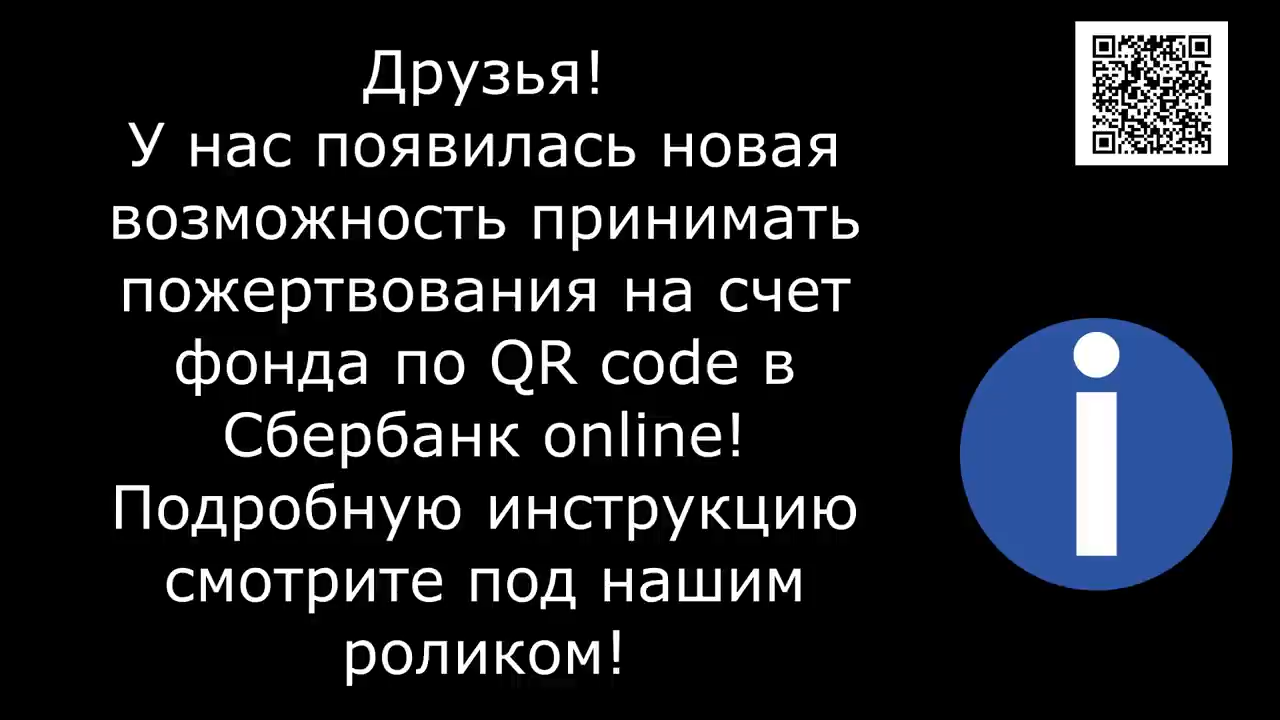 Друзья!
У нас появилась новая
возможность принимать
пожертвования на счет
фонда по QR code в
Сбербанк online!
Подробную инструкцию
смотрите под нашим
роликом!